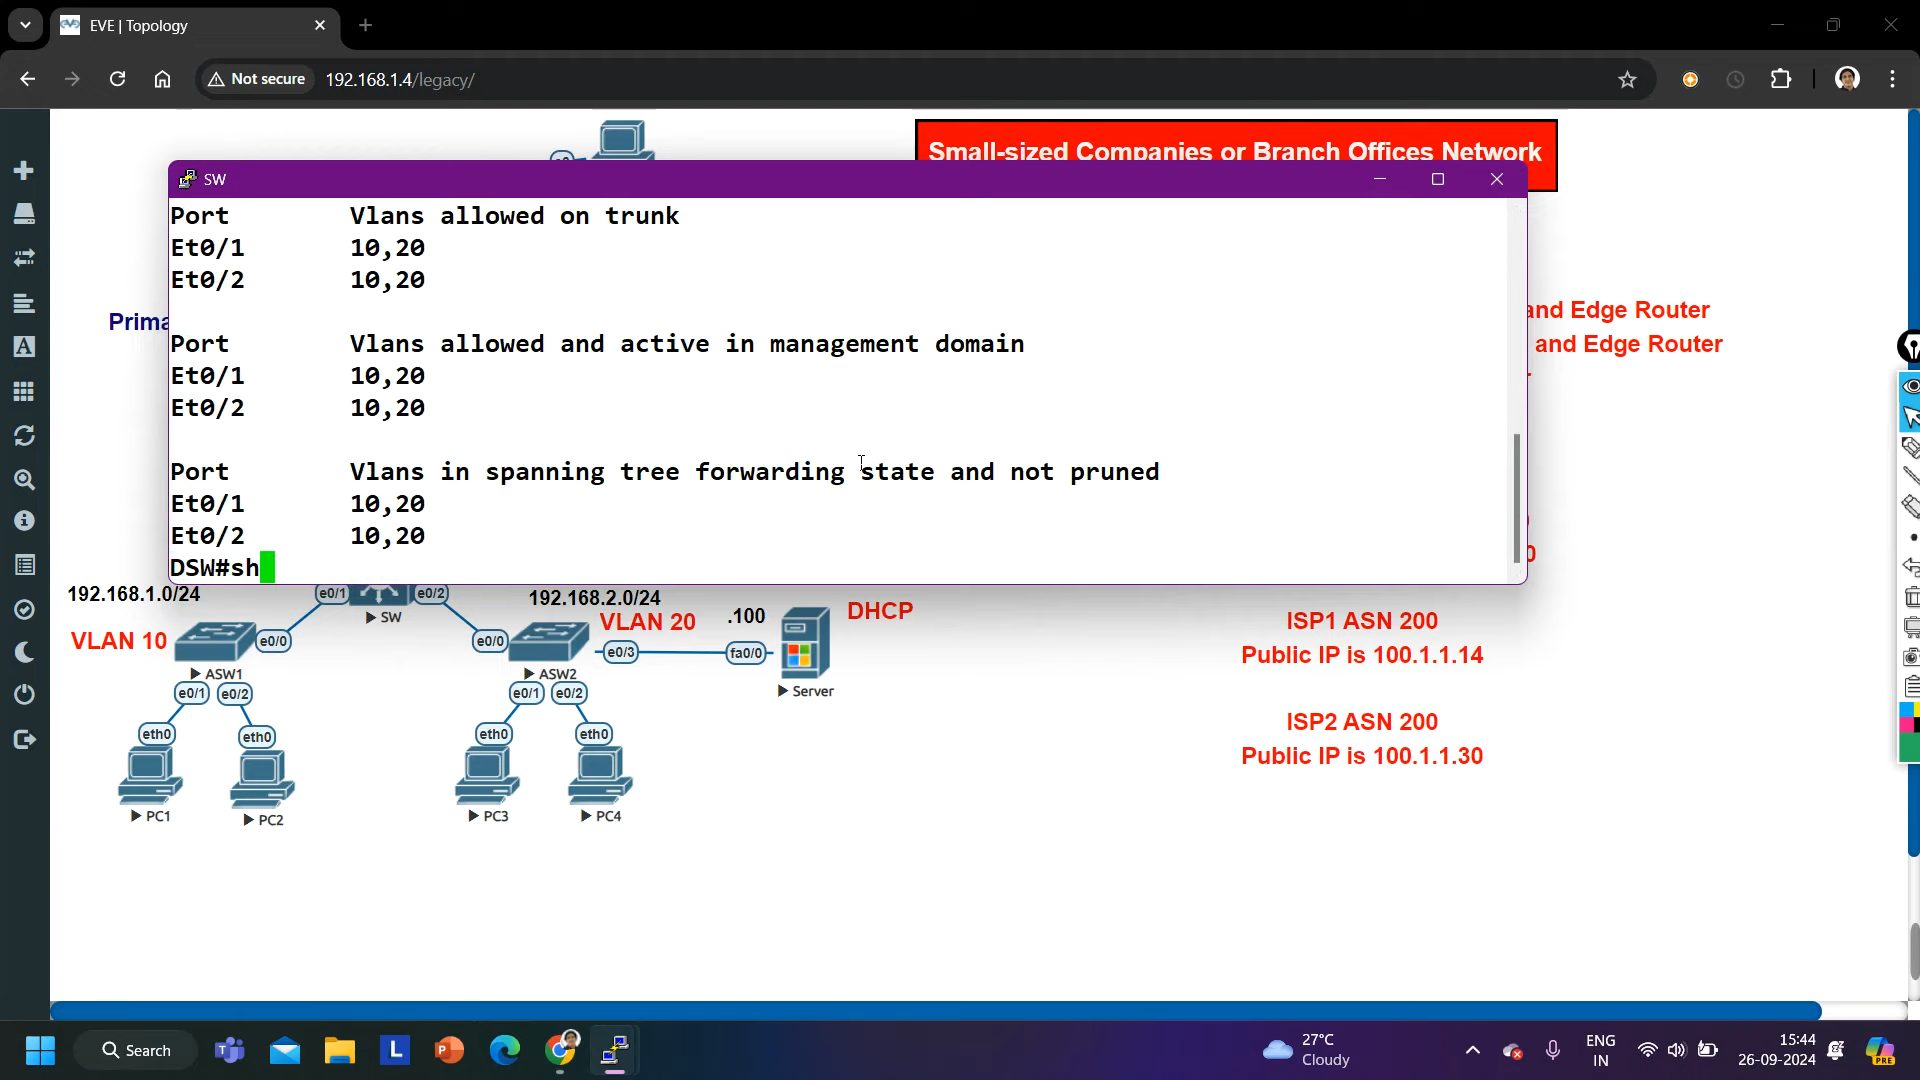 EVE | Topology
Not secure
192.168.1.4/legacy/
Small-sized Companies or Branch Offices Network
SW
Port Vlans allowed on trunk
Et0/1 10,20
Et0/2 10,20
Port Vlans allowed and active in management domain
Et0/1 10,20
Et0/2 10,20
Port Vlans in spanning tree forwarding state and not pruned
Et0/1 10,20
Et0/2 10,20
DSW#sh
Prima
and Edge Router
and Edge Router
192.168.1.0/24
e0/1
e0/2
SW
192.168.2.0/24
VLAN 20
.100
DHCP
VLAN 10
e0/0
e0/0
e0/3
fa0/0
ASW1
ASW2
Server
e0/1
e0/2
e0/1
e0/2
eth0
eth0
eth0
eth0
PC1
PC2
PC3
PC4
ISP1 ASN 200
Public IP is 100.1.1.14
ISP2 ASN 200
Public IP is 100.1.1.30
Search
27°C
Cloudy
ENG
IN
15:44
26-09-2024
PRE